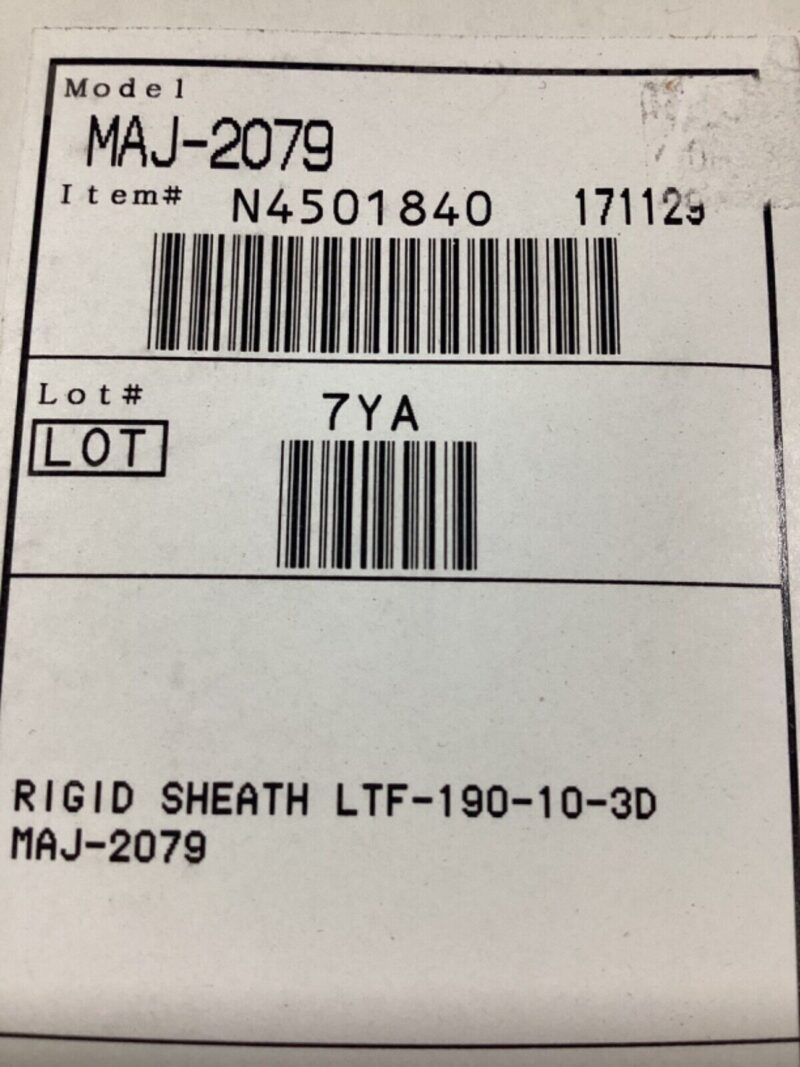 Model
MAJ-2079
Item# N4501840 171129
Lot# 7YA
LOT
RIGID SHEATH LTF-190-10-3D
MAJ-2079